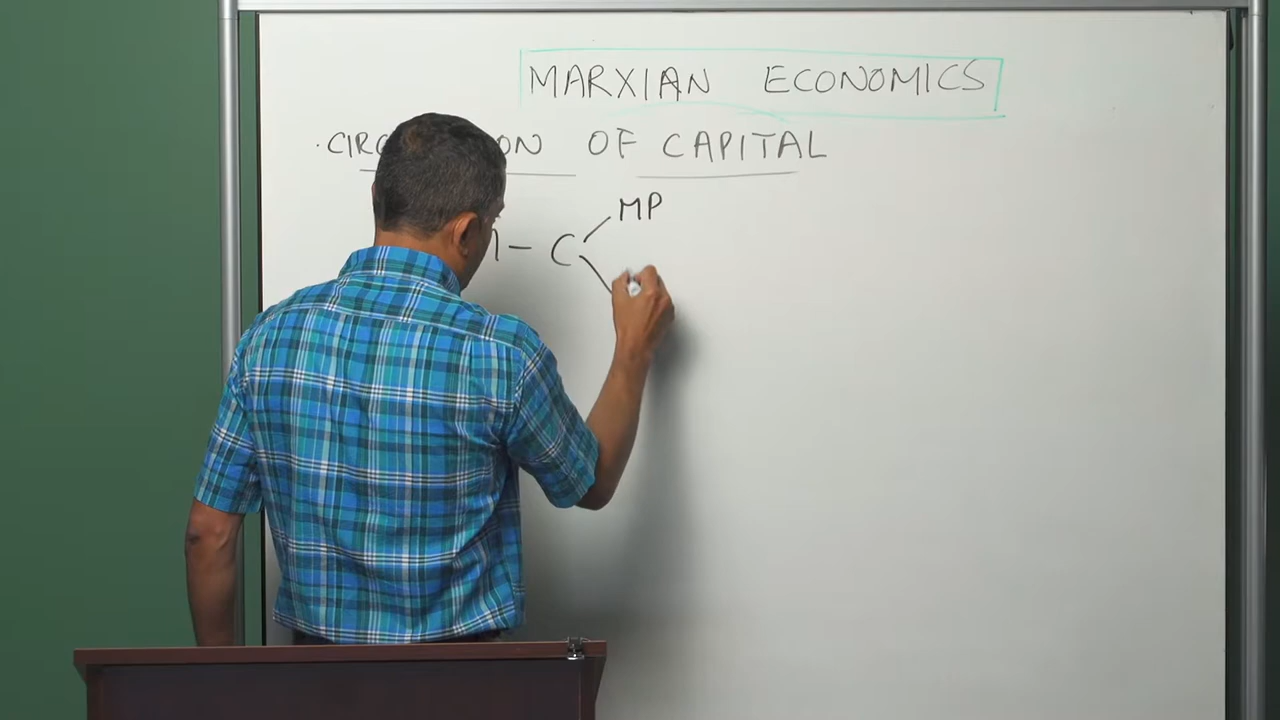 MARXIAN ECONOMICS
OF CAPITAL
MP
– C